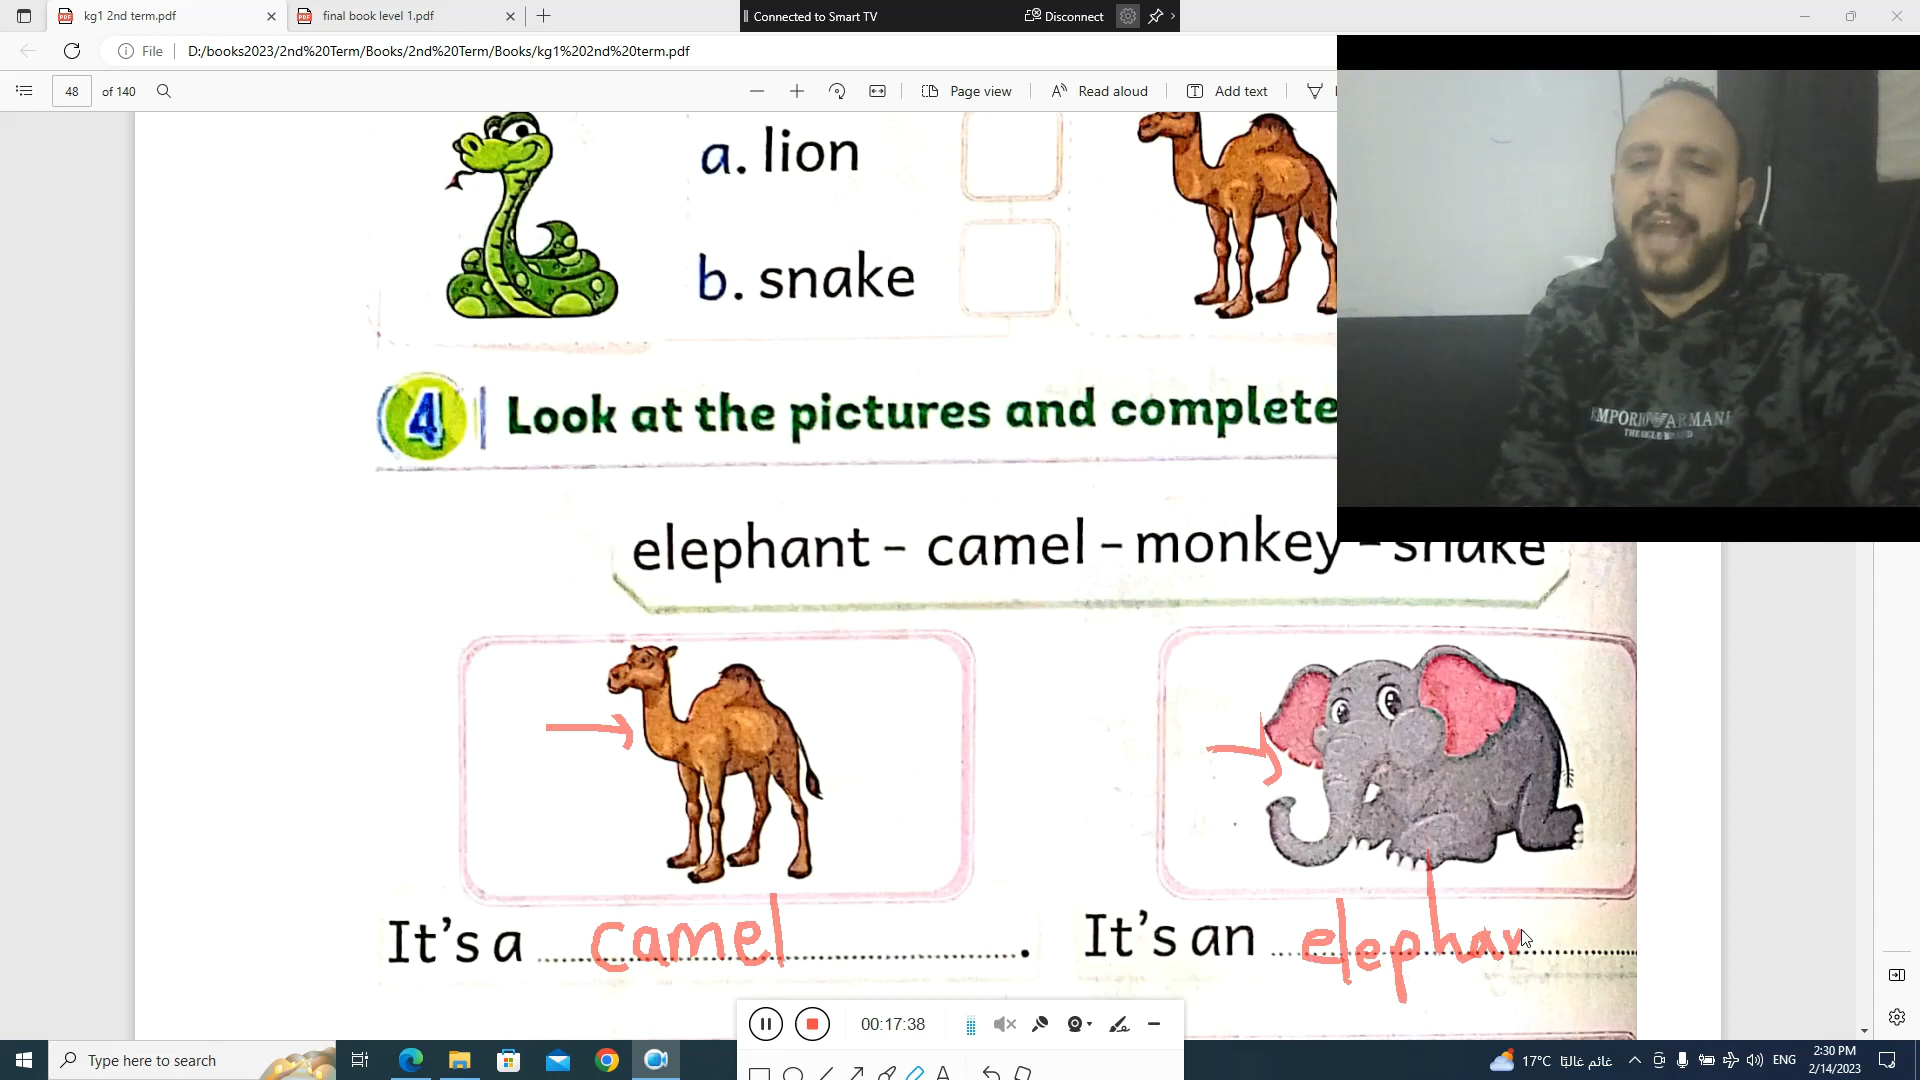 kg1 2nd term.pdf
final book level 1.pdf
Connected to Smart TV
Disconnect
File
D:/books2023/2nd%20Term/Books/2nd%20Term/Books/kg1%202nd%20term.pdf
48
of 140
Page view
Read aloud
Add text
a. lion
b. snake
4
Look at the pictures and complete
elephant - camel - monkey - snake
EMPORIO ARMANI
It's a camel .
It's an elephan
00:17:38
Type here to search
17°C
غائم غالبًا
ENG
2:30 PM
2/14/2023